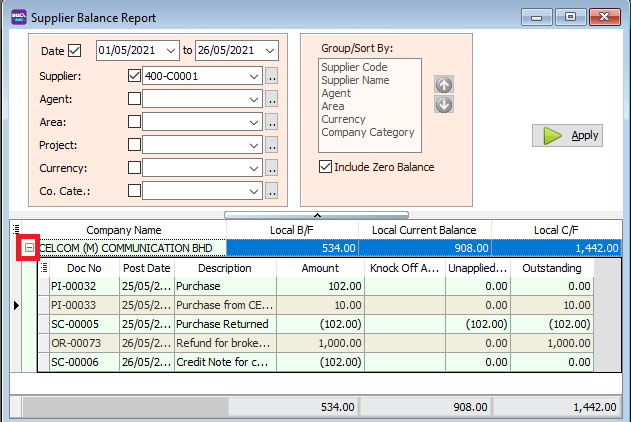 Supplier Balance Report
Date 01/05/2021 to 26/05/2021
Supplier: 400-C0001
Agent:
Area:
Project:
Currency:
Co. Cate.:
Group/Sort By:
Supplier Code
Supplier Name
Agent
Area
Currency
Company Category
Include Zero Balance
Apply
Company Name Local B/F Local Current Balance Local C/F
CELCOM (M) COMMUNICATION BHD 534.00 908.00 1,442.00
Doc No Post Date Description Amount Knock Off A... Unapplied... Outstanding
PI-00032 25/05/2... Purchase 102.00 0.00 0.00
PI-00033 25/05/2... Purchase from CE... 10.00 0.00 10.00
SC-00005 25/05/2... Purchase Returned (102.00) (102.00) (102.00)
OR-00073 26/05/2... Refund for broke... 1,000.00 0.00 1,000.00
SC-00006 26/05/2... Credit Note for c... (102.00) 0.00 0.00
534.00 908.00 1,442.00